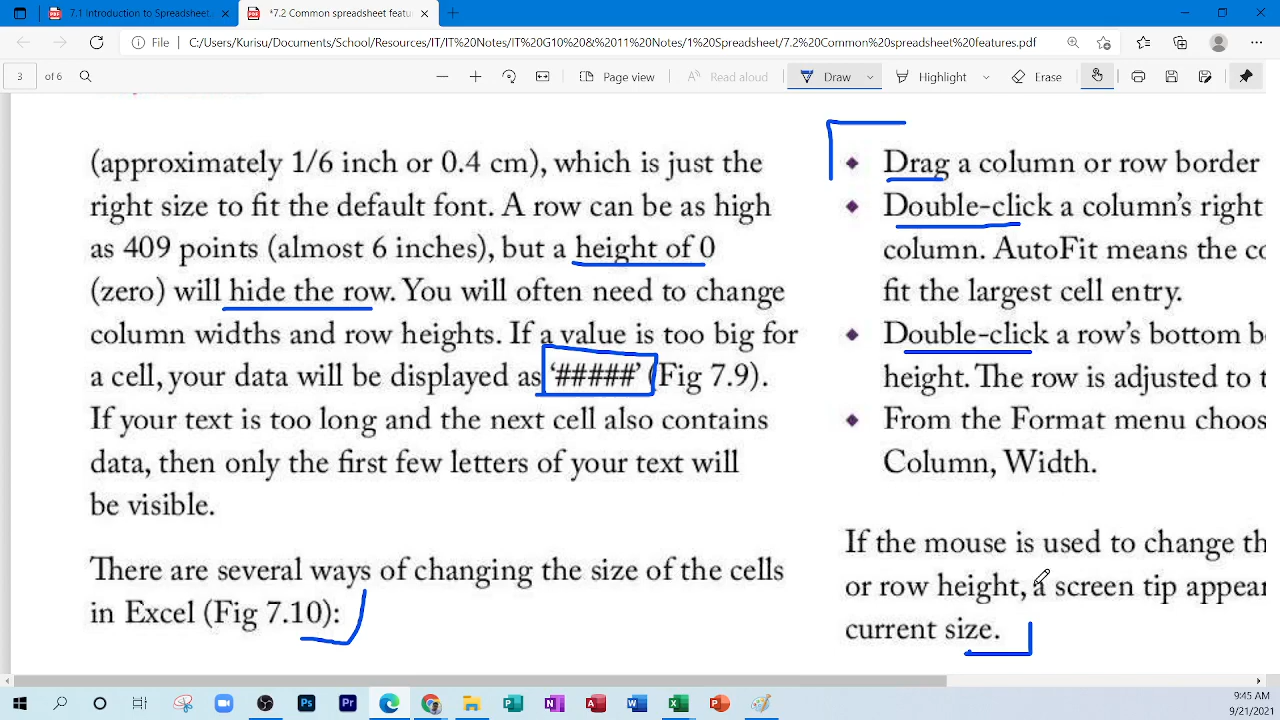 7.1 Introduction to Spreadsheet.
*7.2 Common spreadsheet featu
File
C:/Users/Kurisu/Documents/School/Resources/IT/IT%20Notes/IT%20G10%20&%2011%20Notes/1%20Spreadsheet/7.2%20Common%20spreadsheet%20features.pdf
3 of 6
Page view
Read aloud
Draw
Highlight
Erase
(approximately 1/6 inch or 0.4 cm), which is just the
right size to fit the default font. A row can be as high
as 409 points (almost 6 inches), but a height of 0
(zero) will hide the row. You will often need to change
column widths and row heights. If a value is too big for
a cell, your data will be displayed as '#####' (Fig 7.9).
If your text is too long and the next cell also contains
data, then only the first few letters of your text will
be visible.
There are several ways of changing the size of the cells
in Excel (Fig 7.10):
◆ Drag a column or row border
◆ Double-click a column's right
column. AutoFit means the co
fit the largest cell entry.
◆ Double-click a row's bottom b
height. The row is adjusted to t
◆ From the Format menu choos
Column, Width.
If the mouse is used to change th
or row height, a screen tip appear
current size.
9:45 AM
9/21/2021